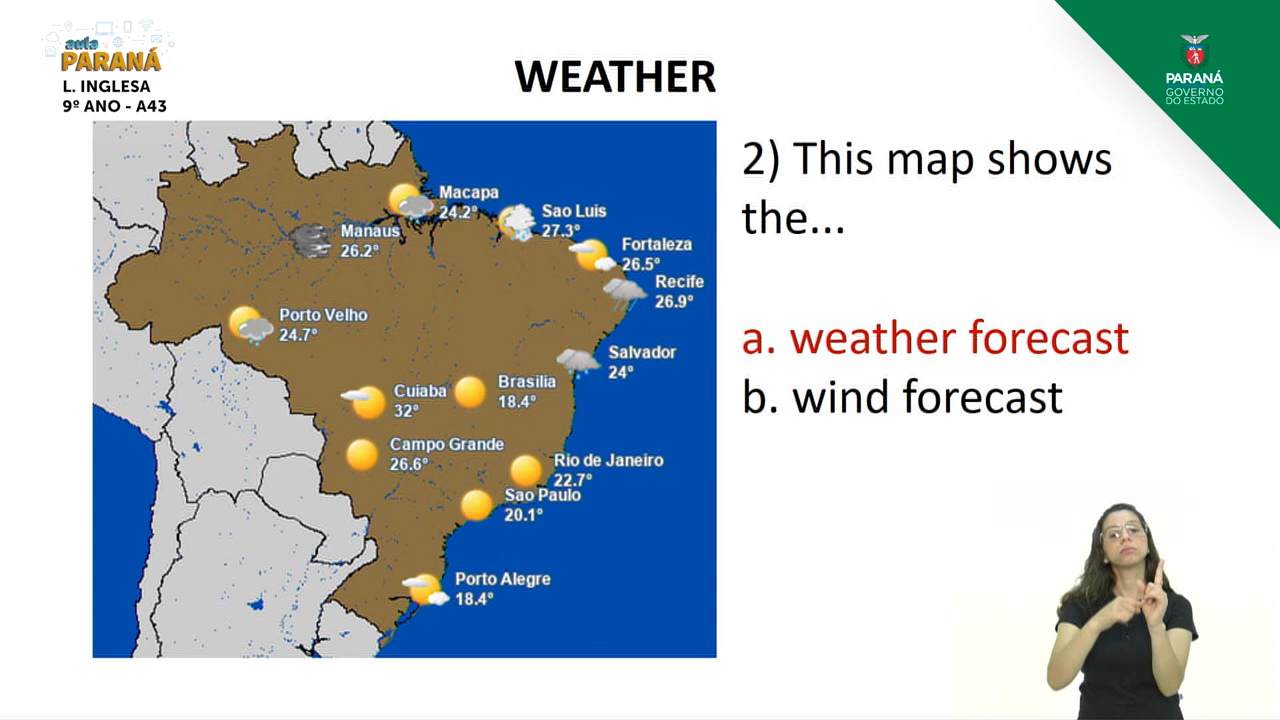 aula
PARANÁ
L. INGLESA
9º ANO - A43
WEATHER
PARANÁ
GOVERNO
DO ESTADO
2) This map shows
the...
a. weather forecast
b. wind forecast
Macapa
24.2°
Sao Luis
27.3°
Manaus
26.2°
Fortaleza
26.5°
Recife
26.9°
Porto Velho
24.7°
Salvador
24°
Cuiaba
32°
Brasilia
18.4°
Campo Grande
26.6°
Rio de Janeiro
22.7°
Sao Paulo
20.1°
Porto Alegre
18.4°